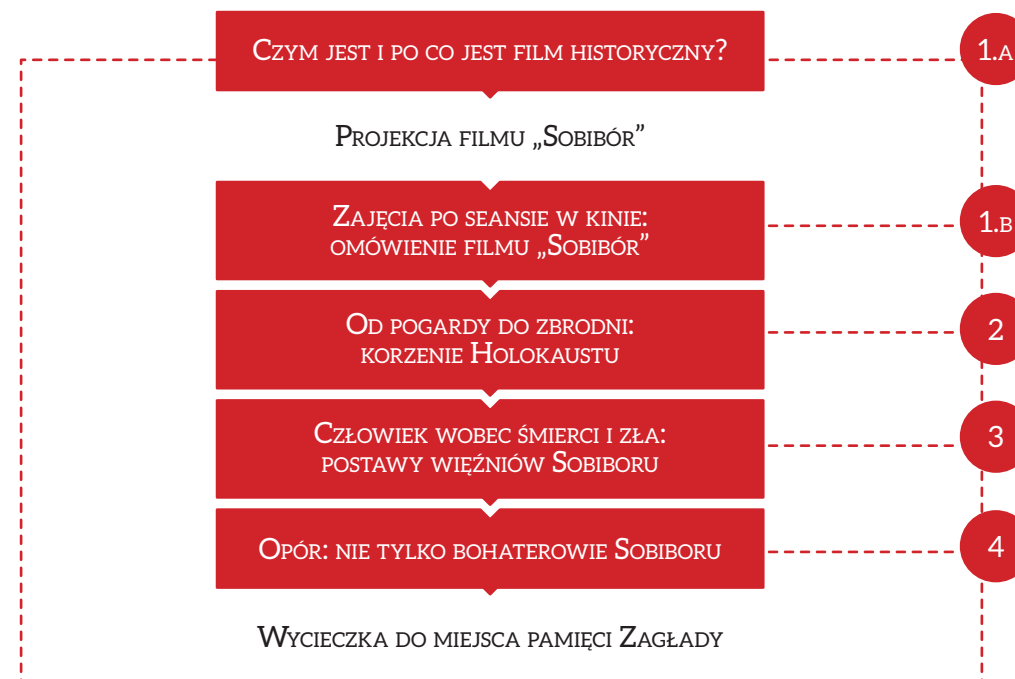 Czym jest i po co jest film historyczny?
1.A
Projekcja filmu „Sobibór”
Zajęcia po seansie w kinie:
omówienie filmu „Sobibór”
1.B
Od pogardy do zbrodni:
korzenie Holokaustu
2
Człowiek wobec śmierci i zła:
postawy więźniów Sobiboru
3
Opór: nie tylko bohaterowie Sobiboru
4
Wycieczka do miejsca pamięci Zagłady